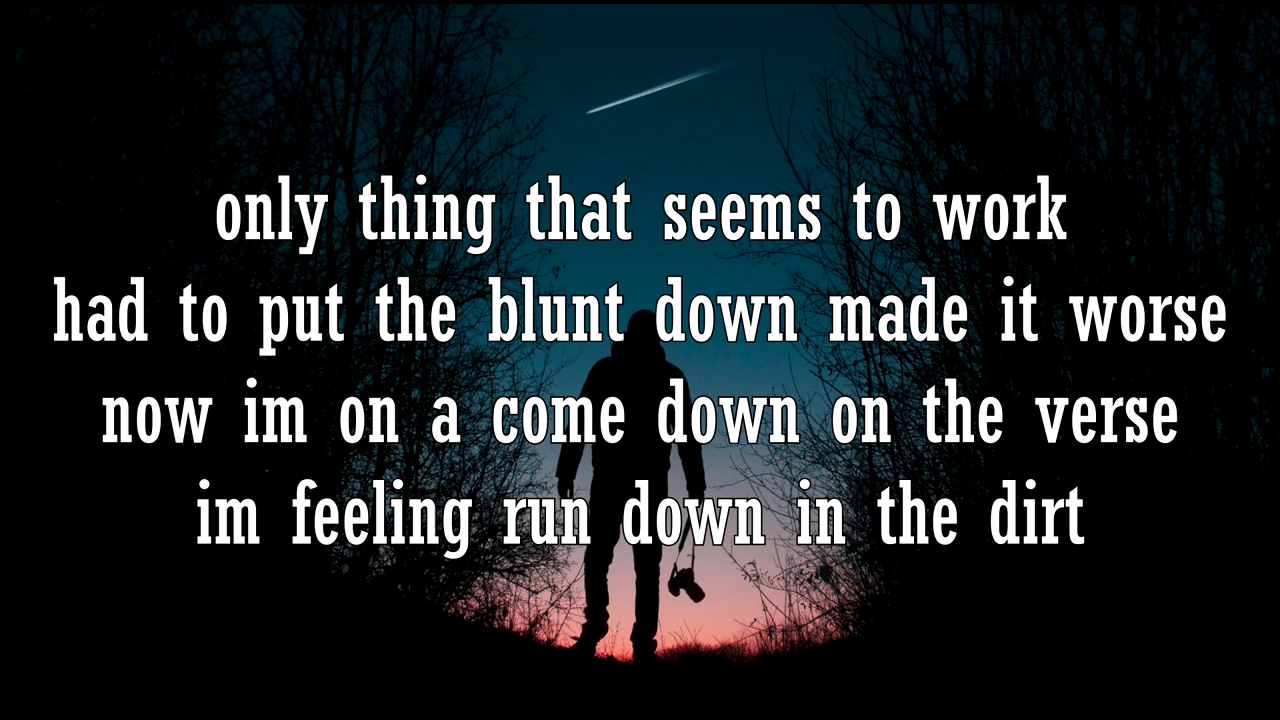 only thing that seems to work
had to put the blunt down made it worse
now im on a come down on the verse
im feeling run down in the dirt